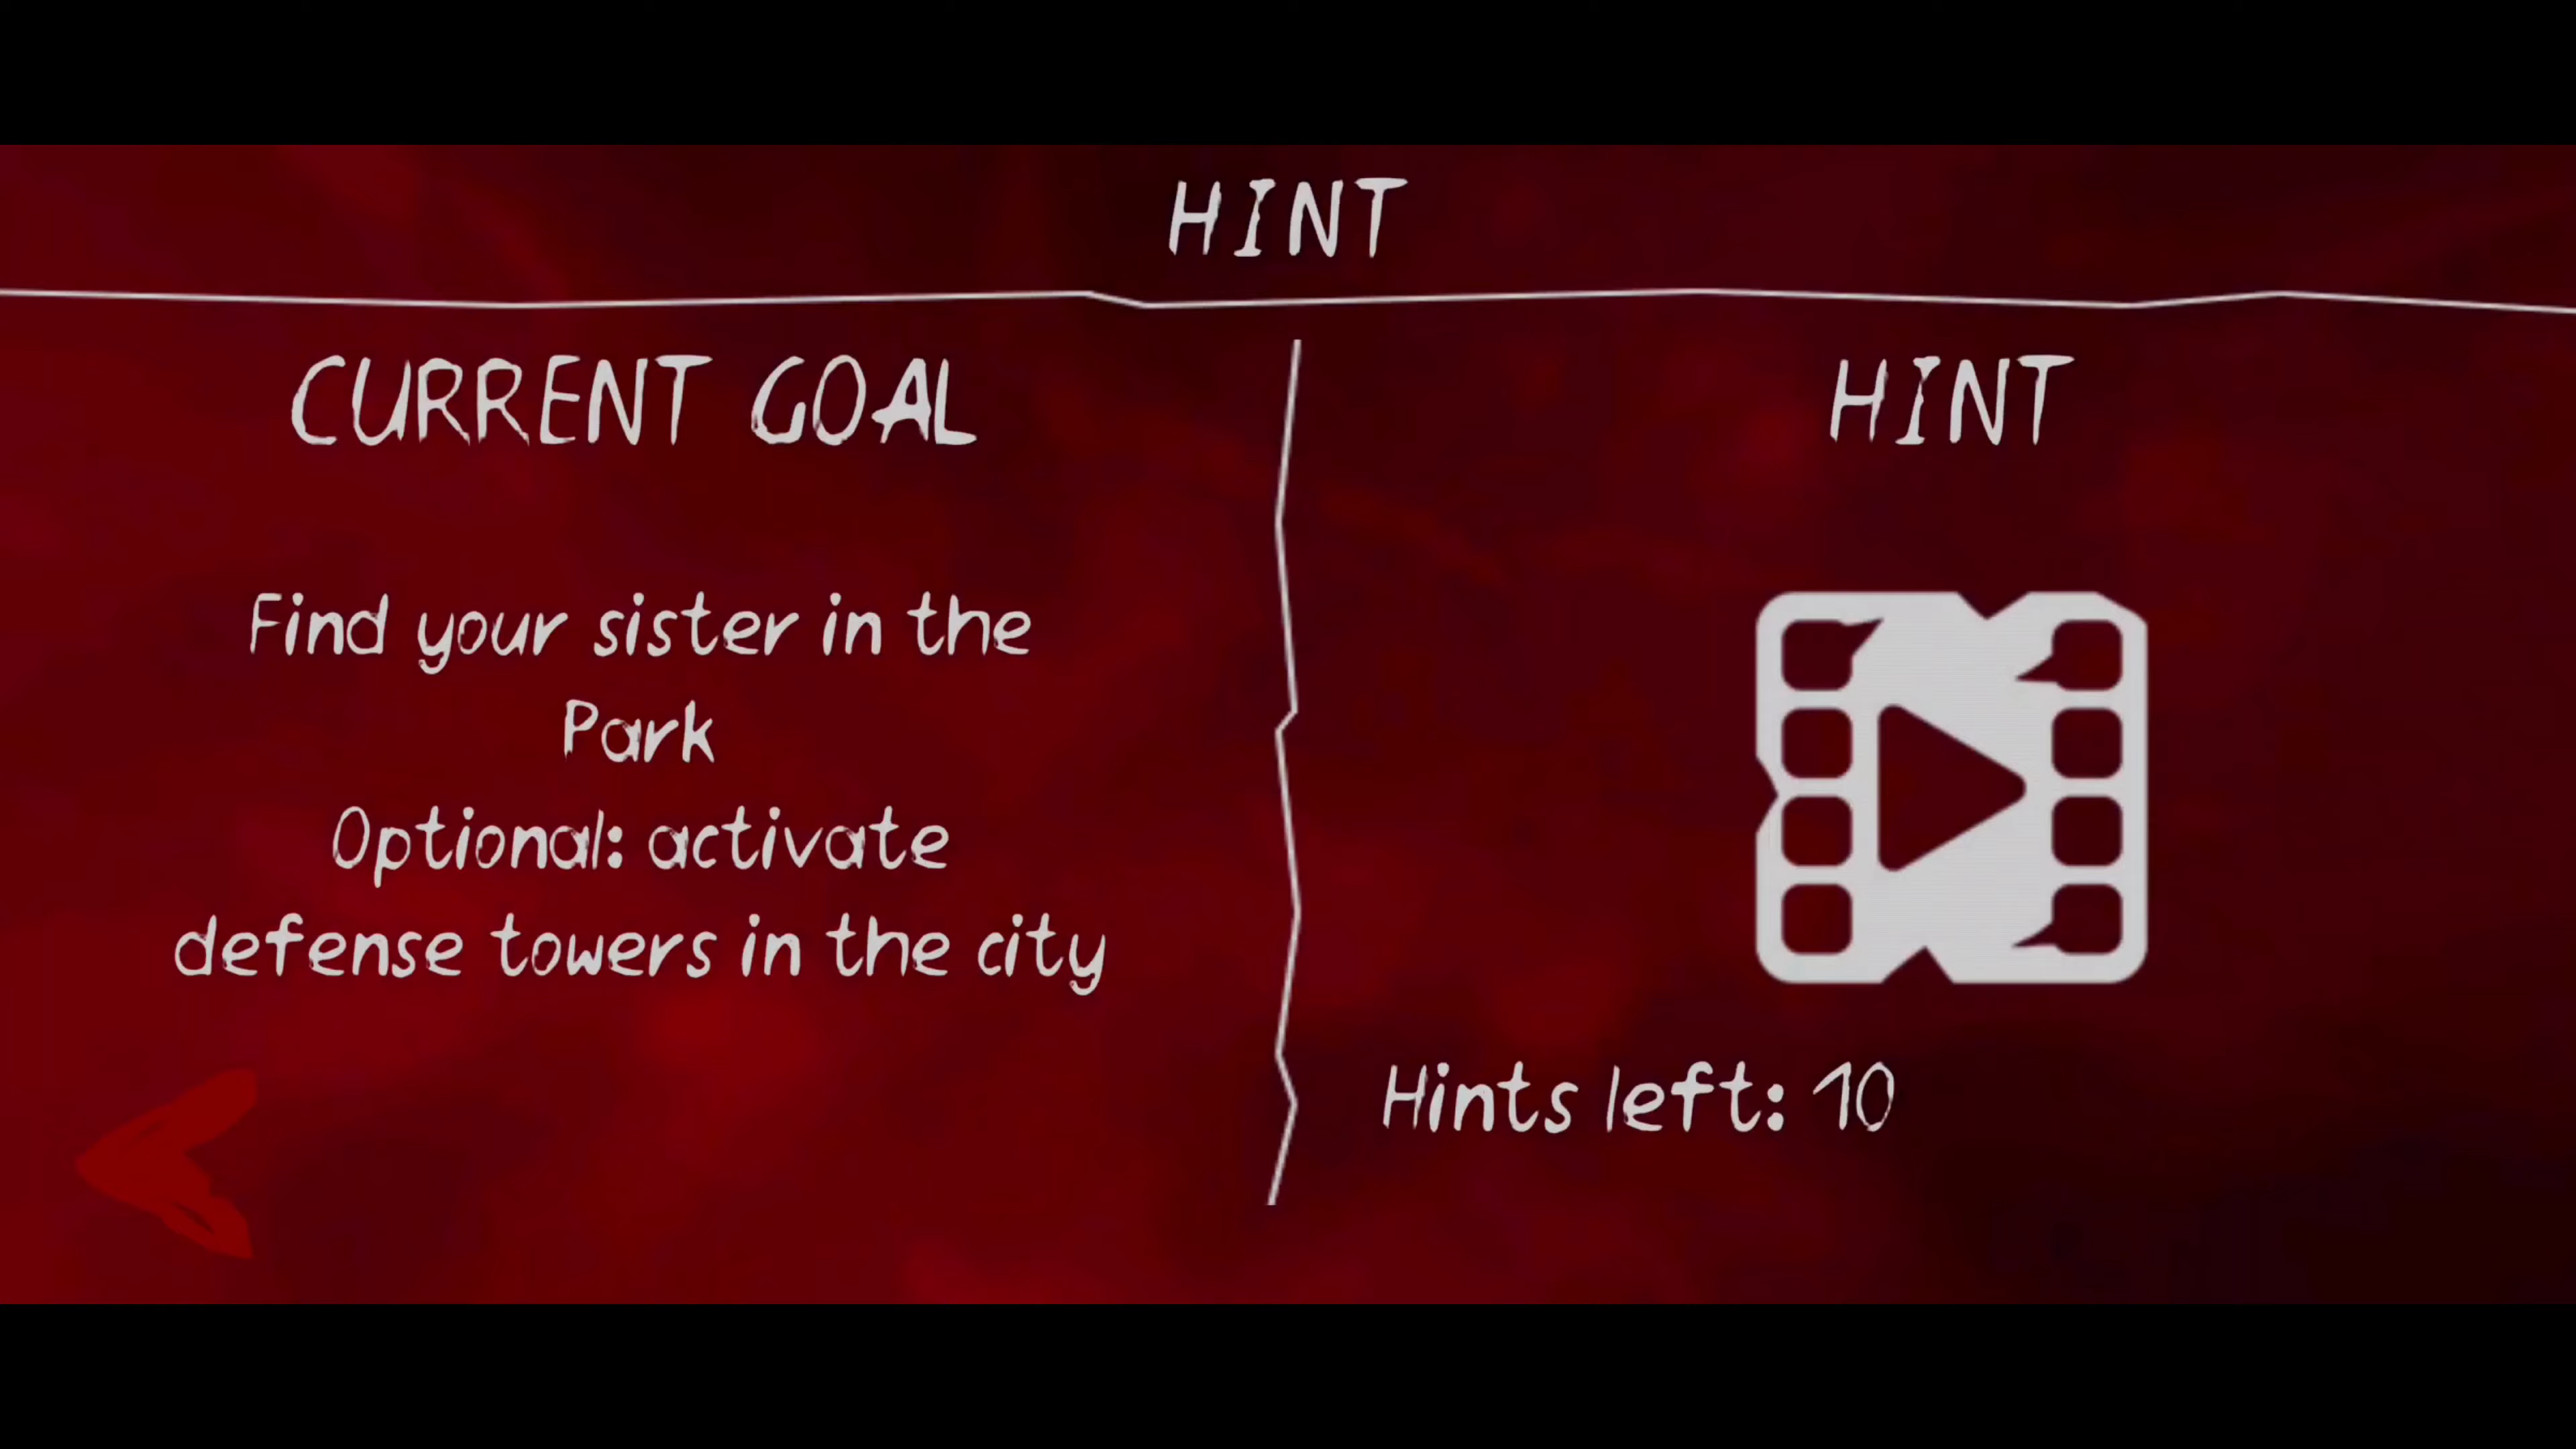 HINT
CURRENT GOAL
Find your sister in the
Park
Optional: activate
defense towers in the city
HINT
Hints left: 10